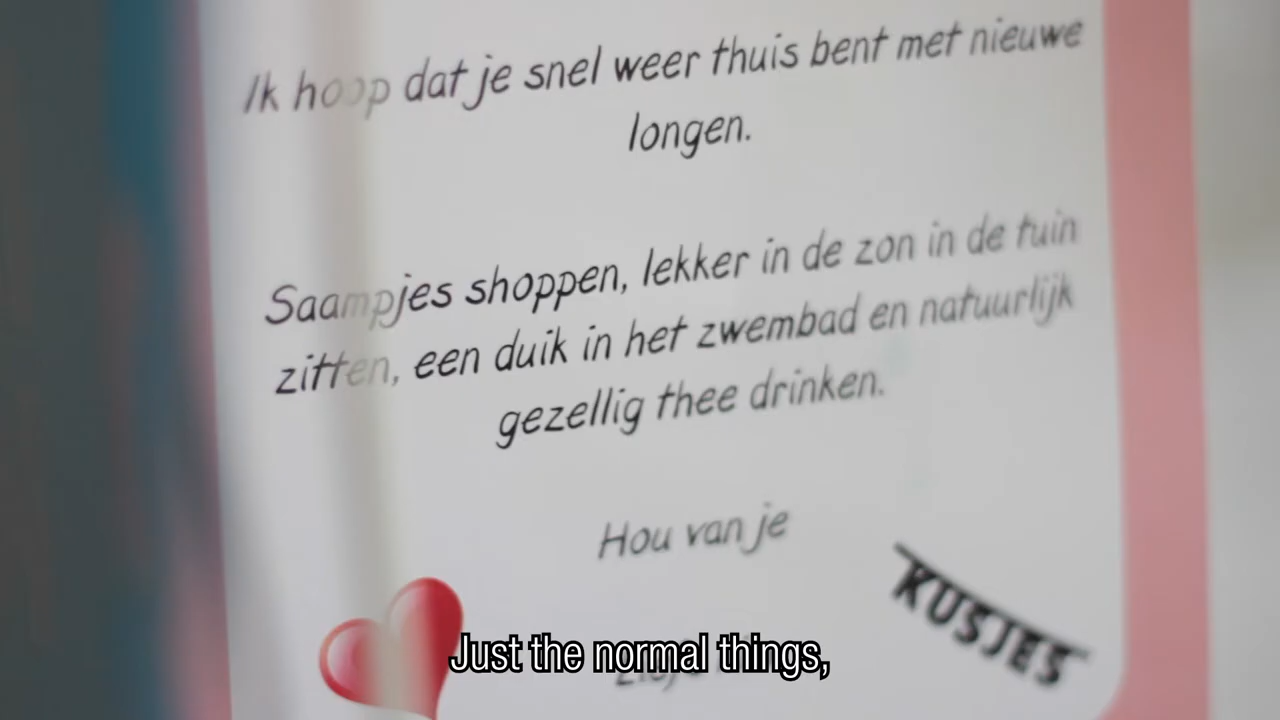 Ik hoop dat je snel weer thuis bent met nieuwe
longen.
Saampjes shoppen, lekker in de zon in de tuin
zitten, een duik in het zwembad en natuurlijk
gezellig thee drinken.
Hou van je
KUSJES
Just the normal things,